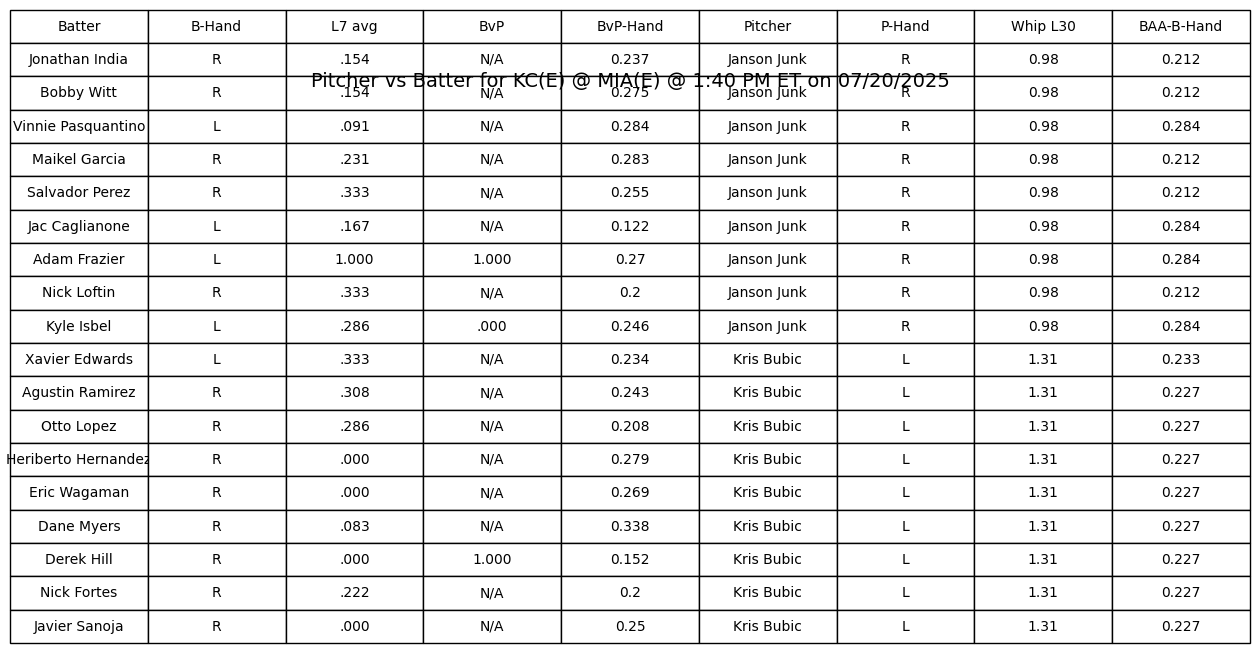 Batter B-Hand L7 avg BvP BvP-Hand Pitcher P-Hand Whip L30 BAA-B-Hand
Jonathan India R .154 N/A 0.237 Janson Junk R 0.98 0.212
Pitcher vs Batter for KC(E) @ MIA(E) @ 1:40 PM ET on 07/20/2025
Bobby Witt R .154 N/A 0.275 Janson Junk R 0.98 0.212
Vinnie Pasquantino L .091 N/A 0.284 Janson Junk R 0.98 0.284
Maikel Garcia R .231 N/A 0.283 Janson Junk R 0.98 0.212
Salvador Perez R .333 N/A 0.255 Janson Junk R 0.98 0.212
Jac Caglianone L .167 N/A 0.122 Janson Junk R 0.98 0.284
Adam Frazier L 1.000 1.000 0.27 Janson Junk R 0.98 0.284
Nick Loftin R .333 N/A 0.2 Janson Junk R 0.98 0.212
Kyle Isbel L .286 .000 0.246 Janson Junk R 0.98 0.284
Xavier Edwards L .333 N/A 0.234 Kris Bubic L 1.31 0.233
Agustin Ramirez R .308 N/A 0.243 Kris Bubic L 1.31 0.227
Otto Lopez R .286 N/A 0.208 Kris Bubic L 1.31 0.227
Heriberto Hernandez R .000 N/A 0.279 Kris Bubic L 1.31 0.227
Eric Wagaman R .000 N/A 0.269 Kris Bubic L 1.31 0.227
Dane Myers R .083 N/A 0.338 Kris Bubic L 1.31 0.227
Derek Hill R .000 1.000 0.152 Kris Bubic L 1.31 0.227
Nick Fortes R .222 N/A 0.2 Kris Bubic L 1.31 0.227
Javier Sanoja R .000 N/A 0.25 Kris Bubic L 1.31 0.227